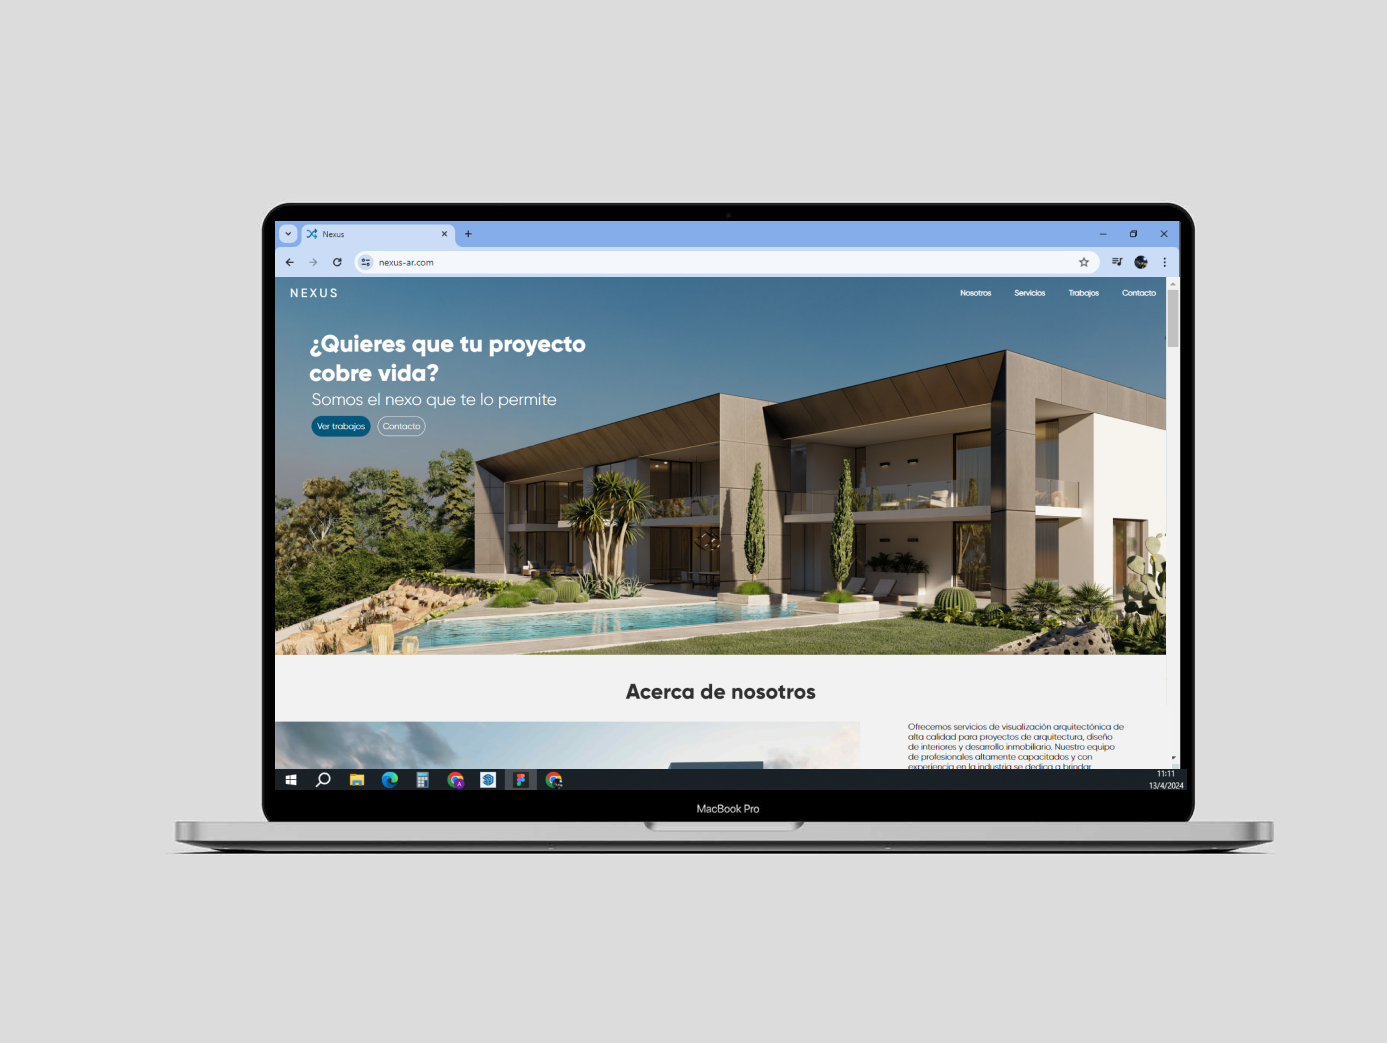 Nexus
nexus-ar.com
NEXUS
Nosotros
Servicios
Trabajos
Contacto
¿Quieres que tu proyecto
cobre vida?
Somos el nexo que te lo permite
Ver trabajos
Contacto
Acerca de nosotros
Ofrecemos servicios de visualización arquitectónica de
alta calidad para proyectos de arquitectura, diseño
de interiores y desarrollo inmobiliario. Nuestro equipo
de profesionales altamente capacitados y con
experiencia en la industria se dedica a brindar
11:11
13/4/2024
MacBook Pro